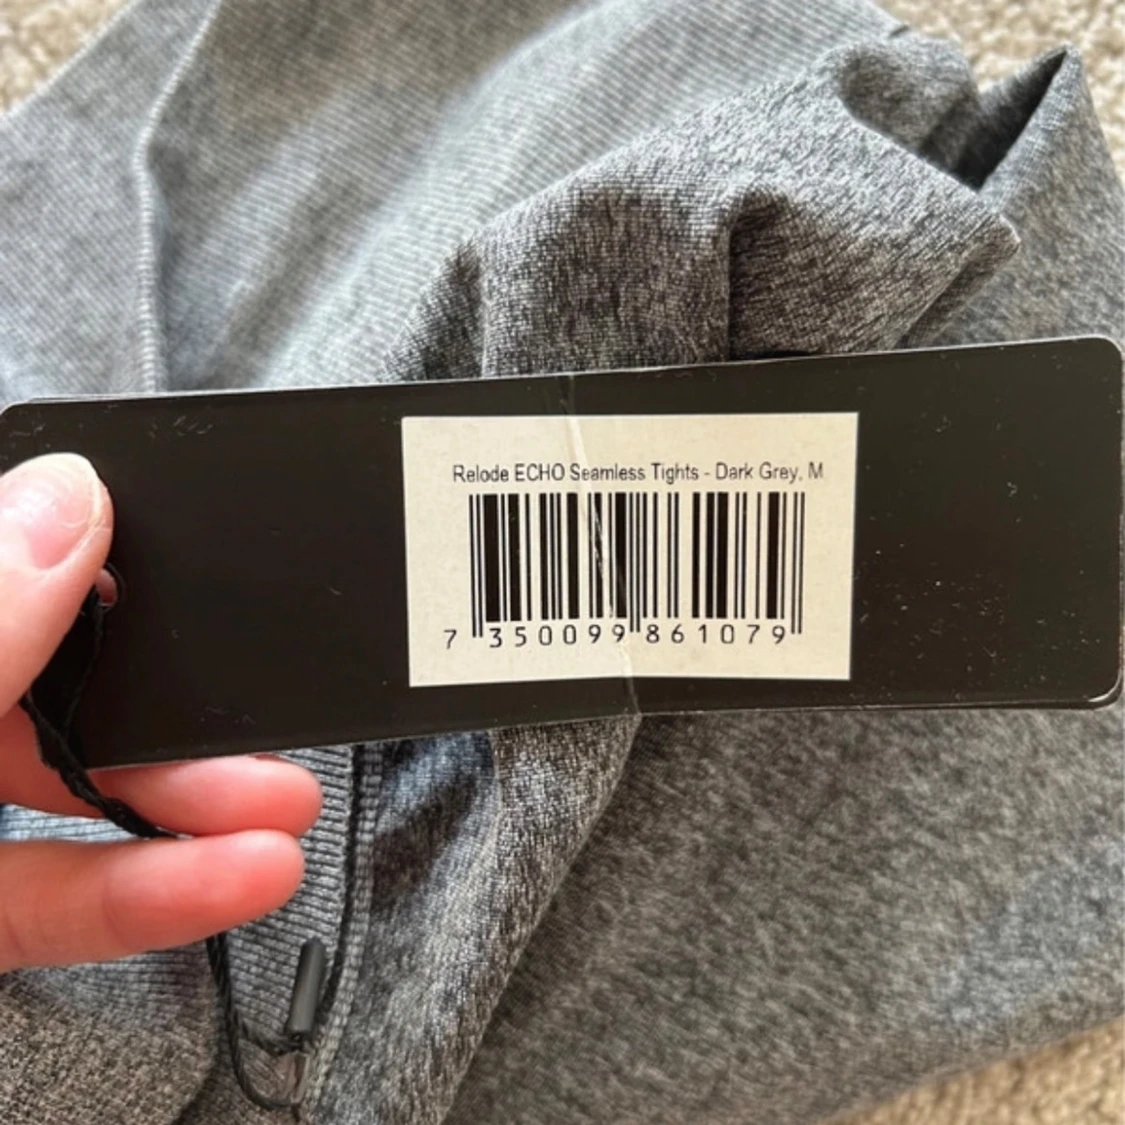 Relode ECHO Seamless Tights - Dark Grey, M
7 350099 861079